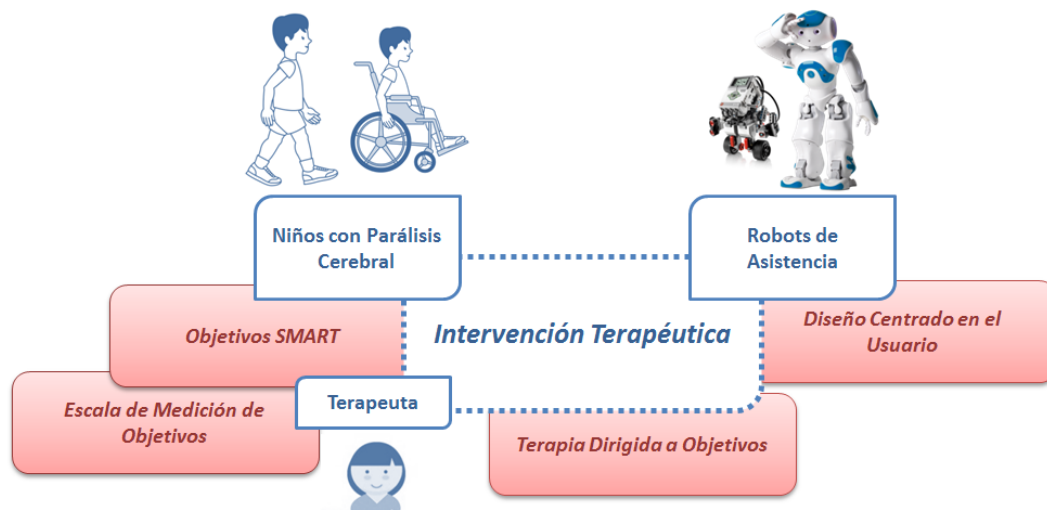 Niños con Parálisis
Cerebral
Robots de
Asistencia
Objetivos SMART
Intervención Terapéutica
Diseño Centrado en el
Usuario
Escala de Medición de
Objetivos
Terapeuta
Terapia Dirigida a Objetivos